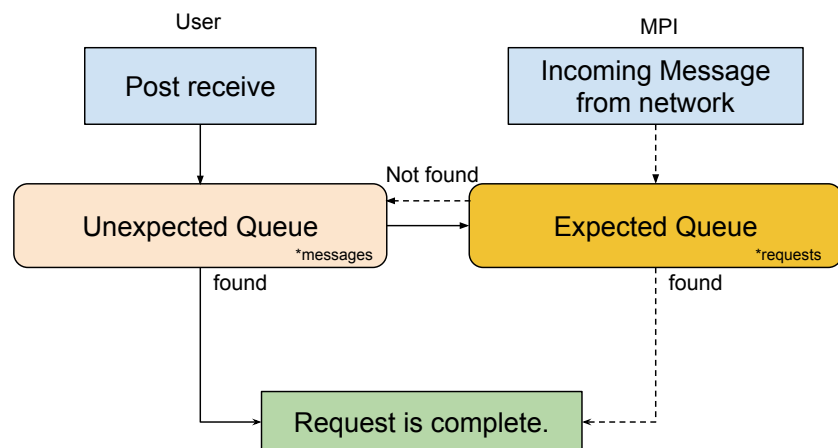 User
MPI
Post receive
Incoming Message
from network
Not found
Unexpected Queue
*messages
Expected Queue
*requests
found
found
Request is complete.